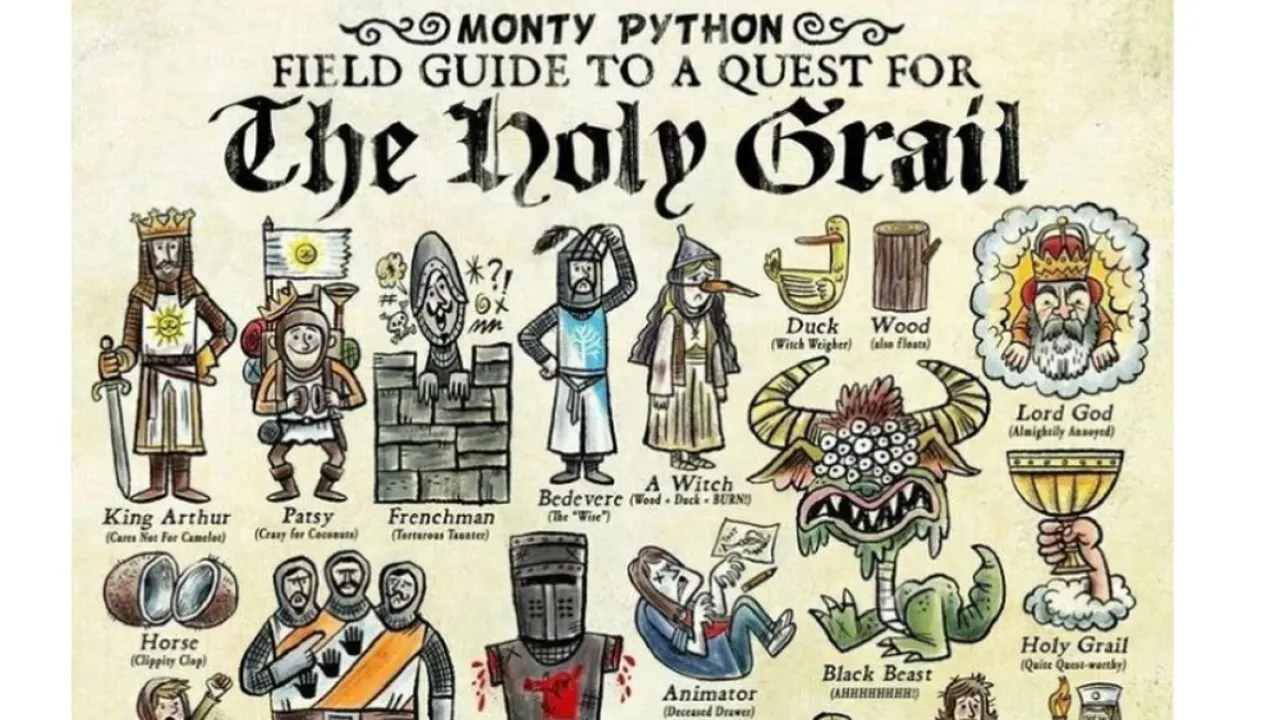 MONTY PYTHON
FIELD GUIDE TO A QUEST FOR
The Holy Grail
King Arthur
(Cares Not For Camelot)
Patsy
(Crazy for Coconuts)
#
*?!
Frenchman
(Torturous Taunter)
Bedevere
(The "Wise")
A Witch
(Wood + Duck = BURN!)
Duck
(Witch Weigher)
Wood
(also floats)
Lord God
(Almightily Annoyed)
Horse
(Clippity Clop)
Animator
(Deceased Drawer)
Black Beast
(AHHHHHHHH!)
Holy Grail
(Quite Quest-worthy)